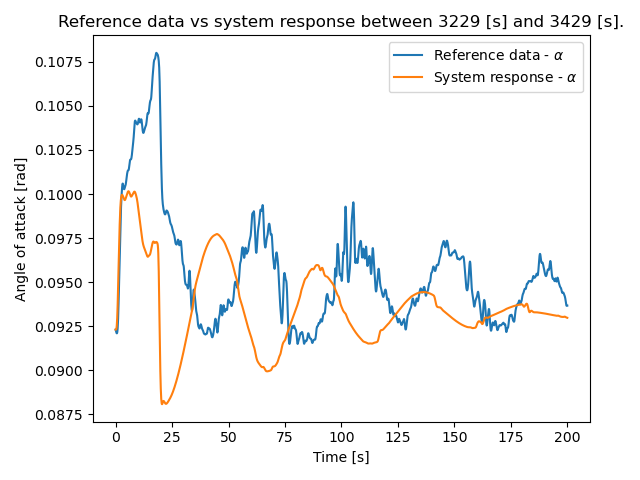 Reference data vs system response between 3229 [s] and 3429 [s].
Reference data - α
System response - α
0.1075
0.1050
0.1025
0.1000
0.0975
0.0950
0.0925
0.0900
0.0875
Angle of attack [rad]
0 25 50 75 100 125 150 175 200
Time [s]